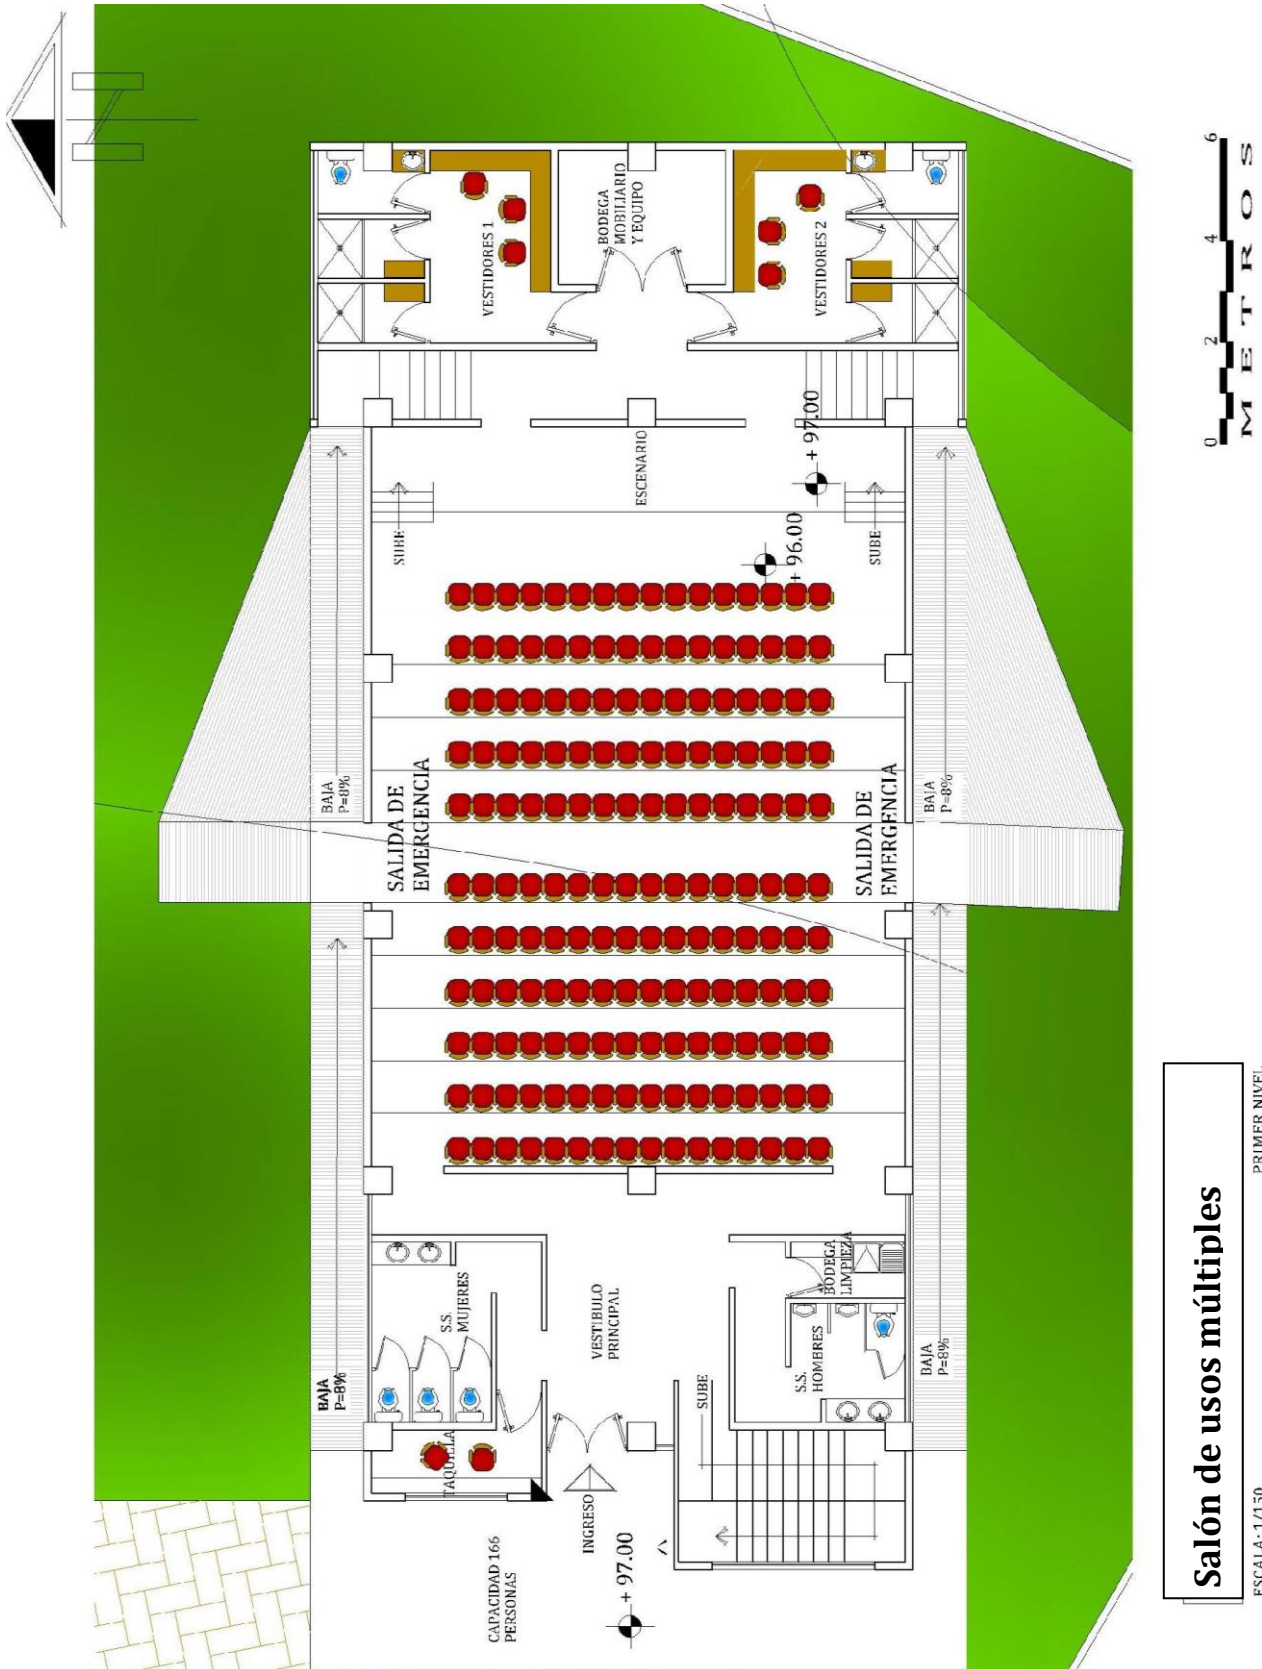 N
BODEGA
MOBILIARIO
Y EQUIPO
VESTIDORES 1
VESTIDORES 2
0 2 4 6
METROS
ESCENARIO
+ 97.00
+ 96.00
SUBE
SUBE
BAJA
P=8%
SALIDA DE
EMERGENCIA
SALIDA DE
EMERGENCIA
BAJA
P=8%
S.S.
MUJERES
VESTIBULO
PRINCIPAL
BODEGA
LIMPIEZA
S.S.
HOMBRES
BAJA
P=8%
BAJA
P=8%
SUBE
TAQUILLA
INGRESO
CAPACIDAD 166
PERSONAS
+ 97.00
Salón de usos múltiples
ESCALA: 1/150
PRIMER NIVEL